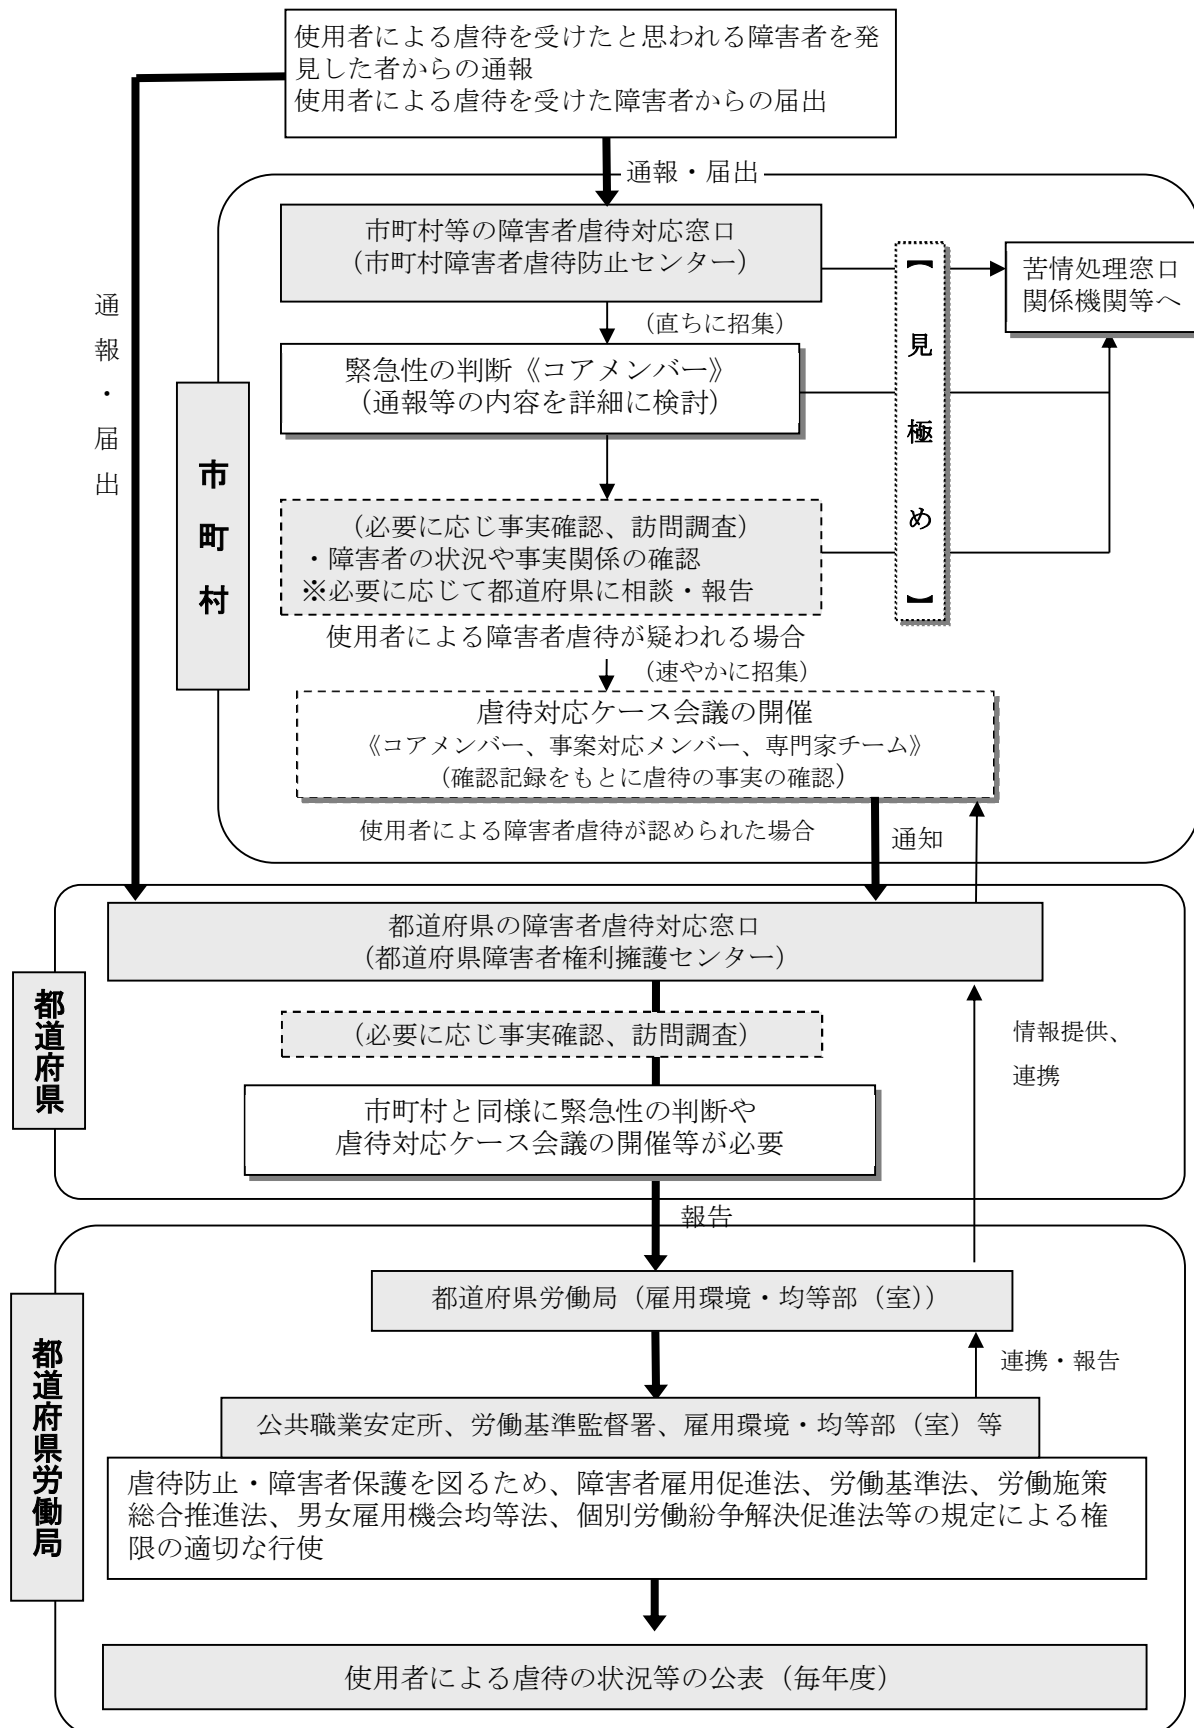 使用者による虐待を受けたと思われる障害者を発
見した者からの通報
使用者による虐待を受けた障害者からの届出
通報・届出
通報・届出
市町村
市町村等の障害者虐待対応窓口
（市町村障害者虐待防止センター）
苦情処理窓口
関係機関等へ
【見極め】
（直ちに招集）
緊急性の判断《コアメンバー》
（通報等の内容を詳細に検討）
（必要に応じ事実確認、訪問調査）
・障害者の状況や事実関係の確認
※必要に応じて都道府県に相談・報告
使用者による障害者虐待が疑われる場合
（速やかに招集）
虐待対応ケース会議の開催
《コアメンバー、事案対応メンバー、専門家チーム》
（確認記録をもとに虐待の事実の確認）
使用者による障害者虐待が認められた場合
通知
都道府県
都道府県の障害者虐待対応窓口
（都道府県障害者権利擁護センター）
（必要に応じ事実確認、訪問調査）
情報提供、
連携
市町村と同様に緊急性の判断や
虐待対応ケース会議の開催等が必要
報告
都道府県労働局
都道府県労働局（雇用環境・均等部（室））
連携・報告
公共職業安定所、労働基準監督署、雇用環境・均等部（室）等
虐待防止・障害者保護を図るため、障害者雇用促進法、労働基準法、労働施策
総合推進法、男女雇用機会均等法、個別労働紛争解決促進法等の規定による権
限の適切な行使
使用者による虐待の状況等の公表（毎年度）